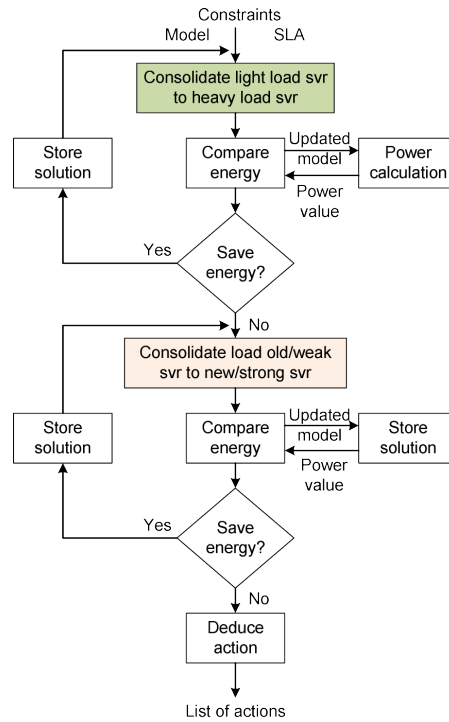 Constraints
Model
SLA
Consolidate light load svr
to heavy load svr
Store
solution
Compare
energy
Updated
model
Power
value
Power
calculation
Yes
Save
energy?
No
Consolidate load old/weak
svr to new/strong svr
Store
solution
Compare
energy
Updated
model
Power
value
Store
solution
Yes
Save
energy?
No
Deduce
action
List of actions